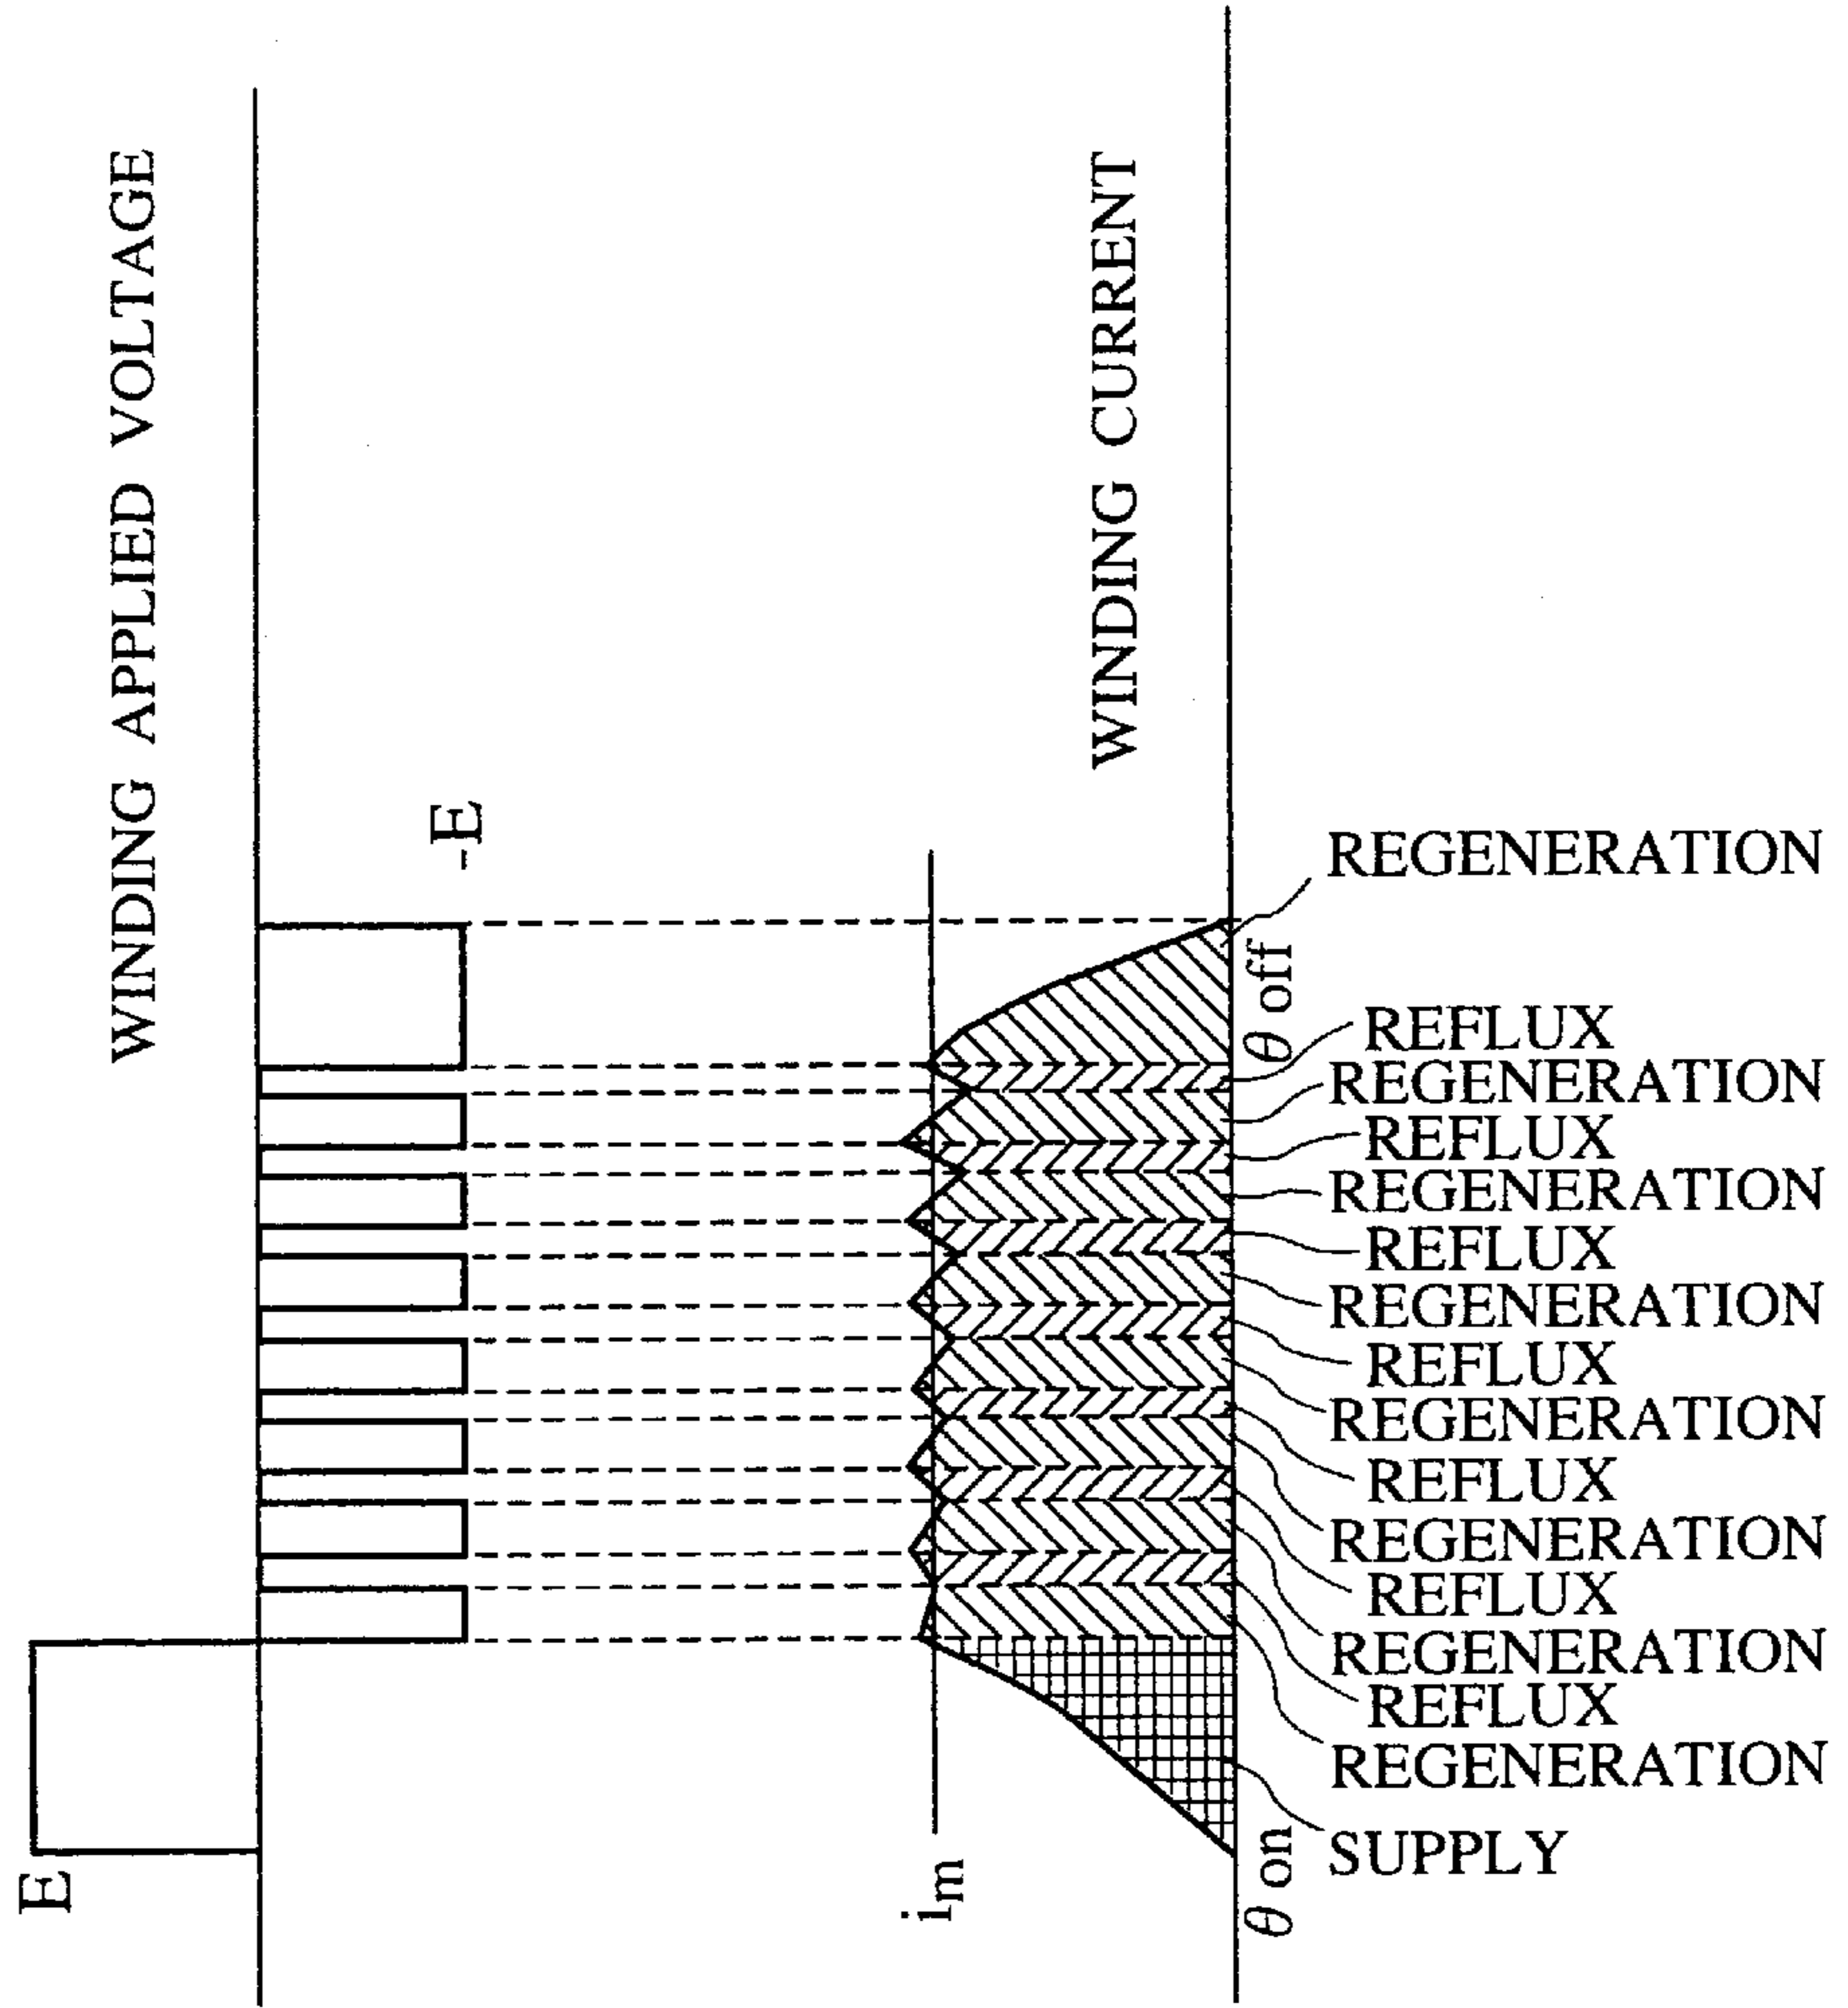 WINDING APPLIED VOLTAGE
E
-E
WINDING CURRENT
im
θ on
θ off
REGENERATION
REFLUX
REGENERATION
REFLUX
REGENERATION
REFLUX
REGENERATION
REFLUX
REGENERATION
REFLUX
REGENERATION
REFLUX
REGENERATION
REFLUX
REGENERATION
SUPPLY